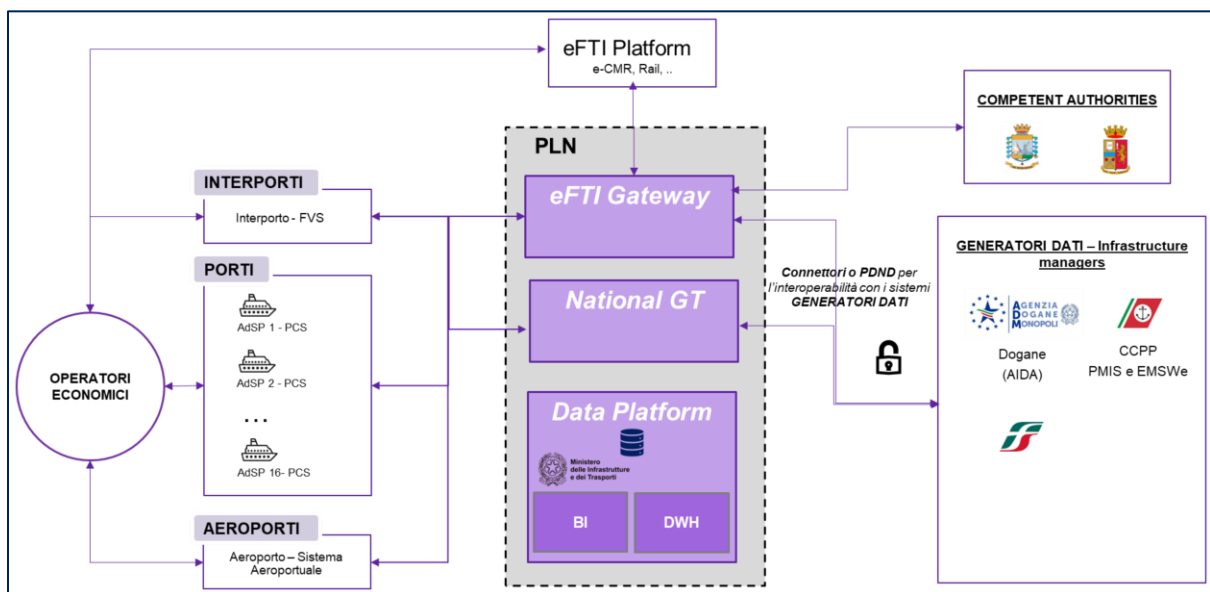 eFTI Platform
e-CMR, Rail, ..
COMPETENT AUTHORITIES
PLN
eFTI Gateway
INTERPORTI
Interporto - FVS
PORTI
AdSP 1 - PCS
AdSP 2 - PCS
...
AdSP 16- PCS
OPERATORI
ECONOMICI
AEROPORTI
Aeroporto – Sistema
Aeroportuale
National GT
Data Platform
Ministero
delle Infrastrutture
e dei Trasporti
BI
DWH
Connettori o PDND per
l'interoperabilità con i sistemi
GENERATORI DATI
GENERATORI DATI – Infrastructure
managers
AGENZIA
DOGANE
MONOPOLI
Dogane
(AIDA)
CCPP
PMIS e EMSWe